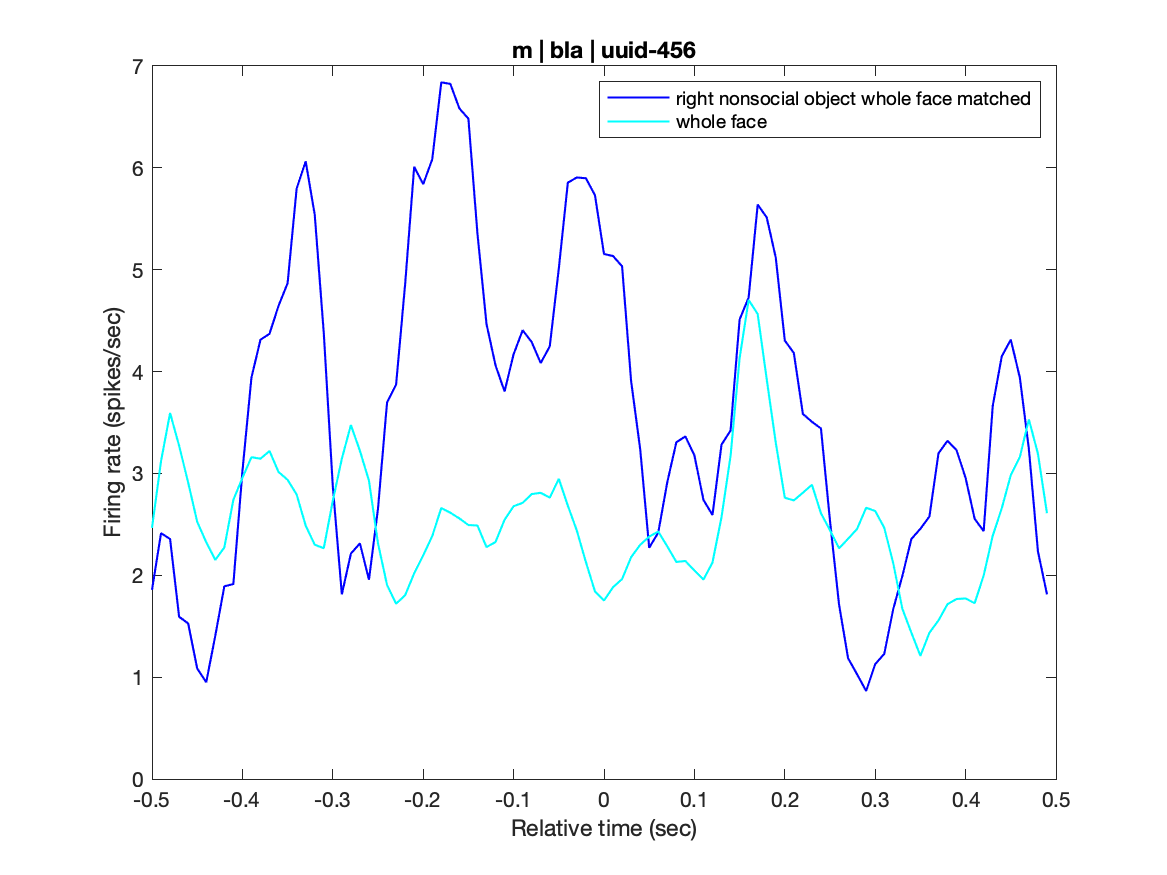 m | bla | uuid-456
right nonsocial object whole face matched
whole face
Firing rate (spikes/sec)
7
6
5
4
3
2
1
0
-0.5 -0.4 -0.3 -0.2 -0.1 0 0.1 0.2 0.3 0.4 0.5
Relative time (sec)